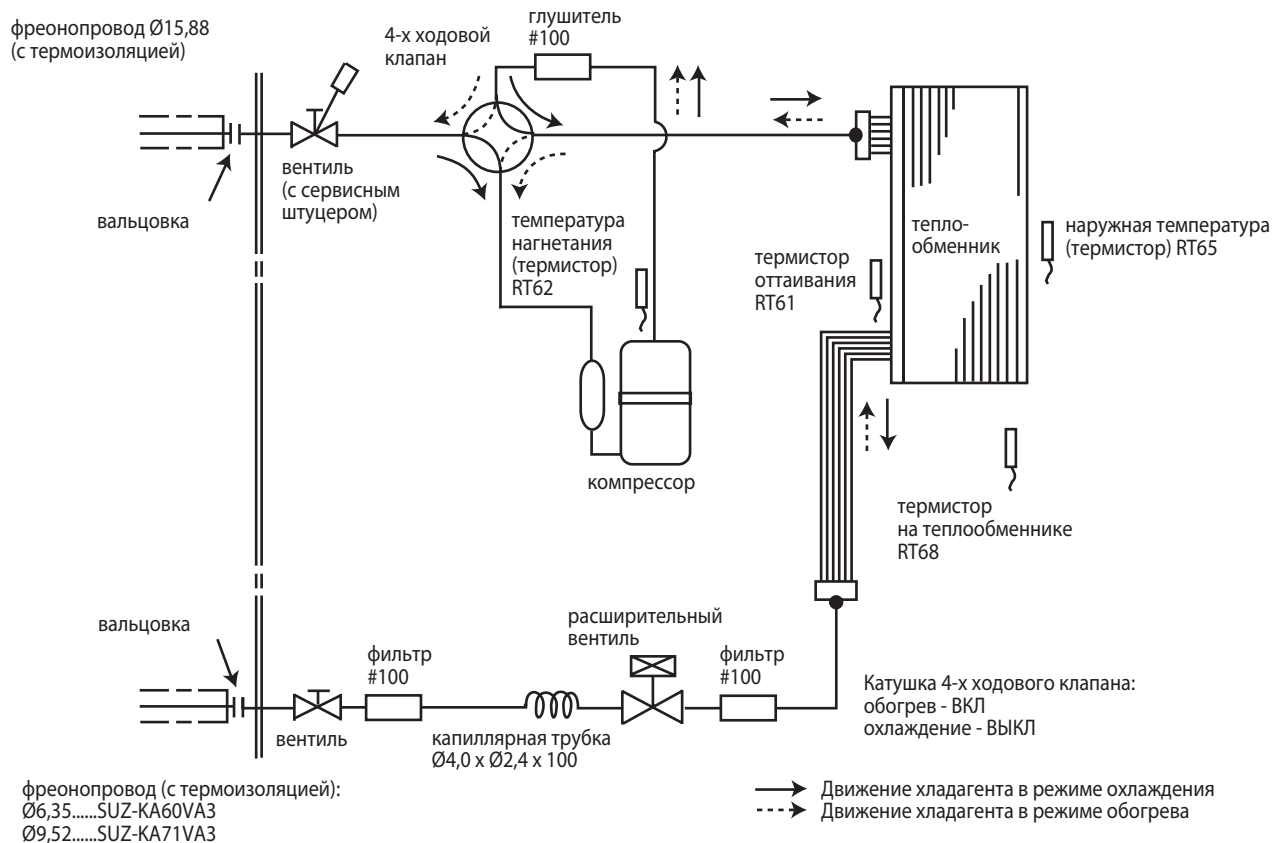 фреонопровод Ø15,88
(с термоизоляцией)
4-х ходовой
клапан
глушитель
#100
вальцовка
вентиль
(с сервисным
штуцером)
температура
нагнетания
(термистор)
RT62
термистор
оттаивания
RT61
тепло-
обменник
наружная температура
(термистор) RT65
компрессор
термистор
на теплообменнике
RT68
вальцовка
фильтр
#100
расширительный
вентиль
фильтр
#100
вентиль
капиллярная трубка
Ø4,0 x Ø2,4 x 100
Катушка 4-х ходового клапана:
обогрев - ВКЛ
охлаждение - ВЫКЛ
фреонопровод (с термоизоляцией):
Ø6,35......SUZ-KA60VA3
Ø9,52......SUZ-KA71VA3
Движение хладагента в режиме охлаждения
Движение хладагента в режиме обогрева